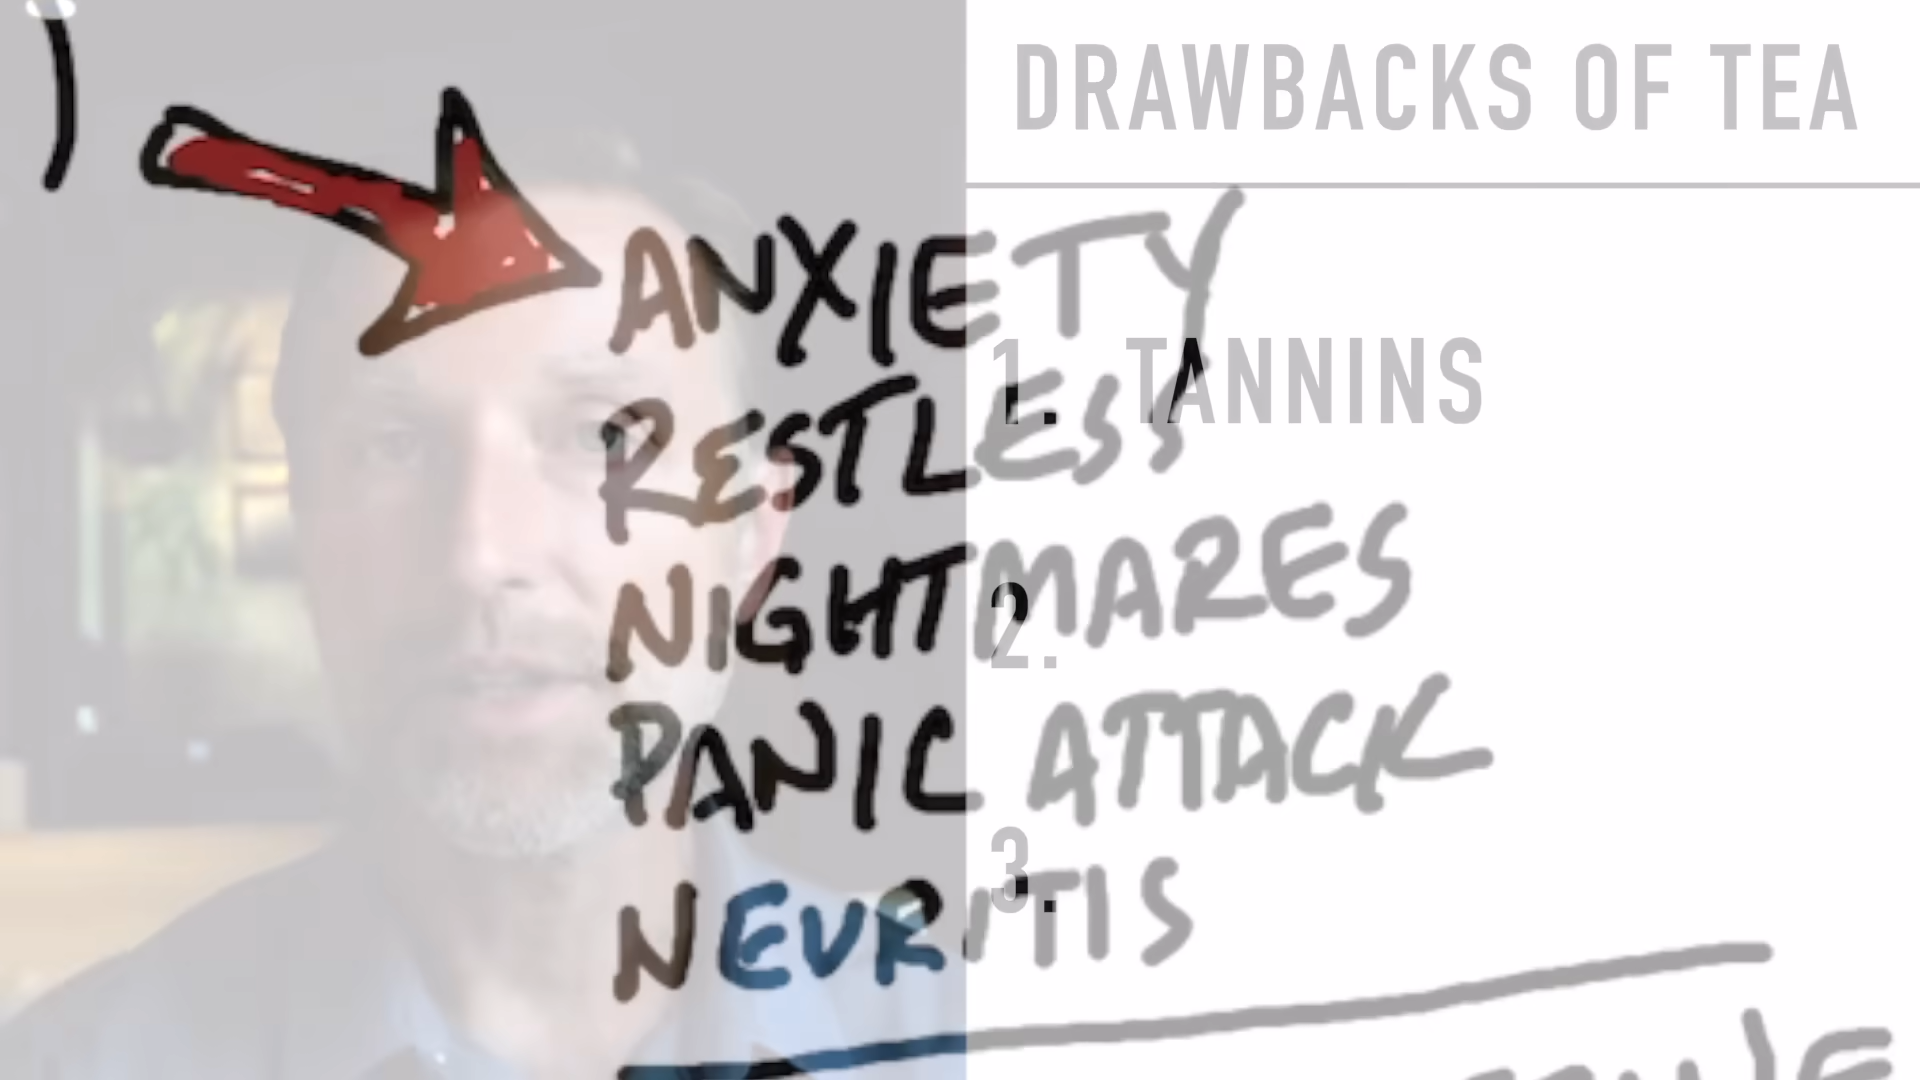 )
DRAWBACKS OF TEA
ANXIETY
1. TANNINS
RESTLESS
2.
NIGHTMARES
PANIC ATTACK
3.
NEURITIS